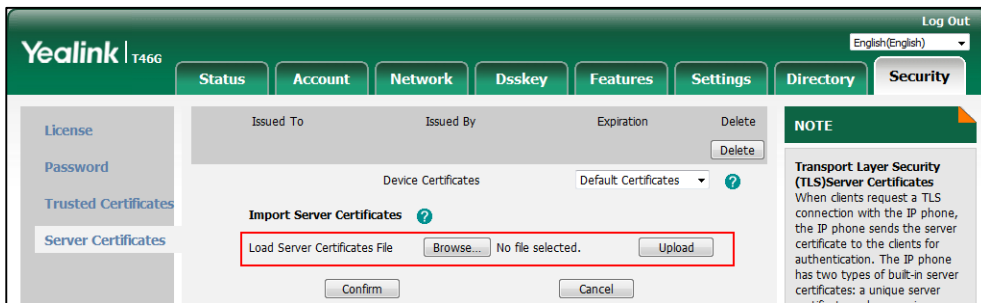 Log Out
Yealink T46G
English(English)
Status Account Network Dsskey Features Settings Directory Security
License
Password
Trusted Certificates
Server Certificates
Issued To Issued By Expiration Delete
Delete
Device Certificates Default Certificates ?
Import Server Certificates ?
Load Server Certificates File Browse... No file selected. Upload
Confirm Cancel
NOTE
Transport Layer Security
(TLS)Server Certificates
When clients request a TLS
connection with the IP phone,
the IP phone sends the server
certificate to the clients for
authentication. The IP phone
has two types of built-in server
certificates: a unique server